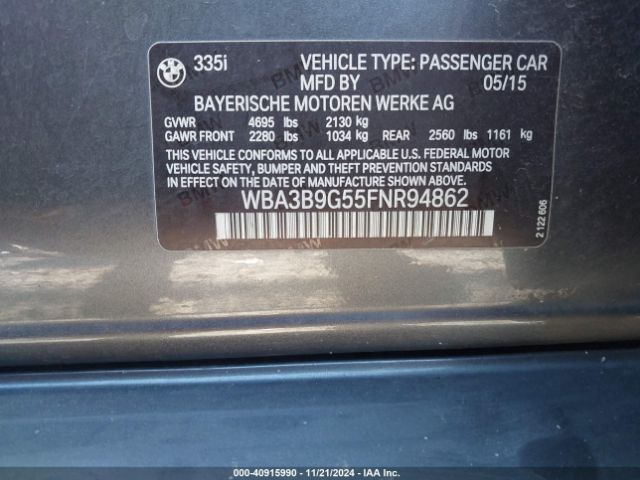 335i VEHICLE TYPE: PASSENGER CAR
MFD BY 05/15
BAYERISCHE MOTOREN WERKE AG
GVWR 4695 lbs 2130 kg
GAWR FRONT 2280 lbs 1034 kg REAR 2560 lbs 1161 kg
THIS VEHICLE CONFORMS TO ALL APPLICABLE U.S. FEDERAL MOTOR
VEHICLE SAFETY, BUMPER AND THEFT PREVENTION STANDARDS IN
EFFECT ON THE DATE OF MANUFACTURE SHOWN ABOVE.
WBA3B9G55FNR94862
2 122 606
000-40915990 - 11/21/2024 - IAA, Inc.